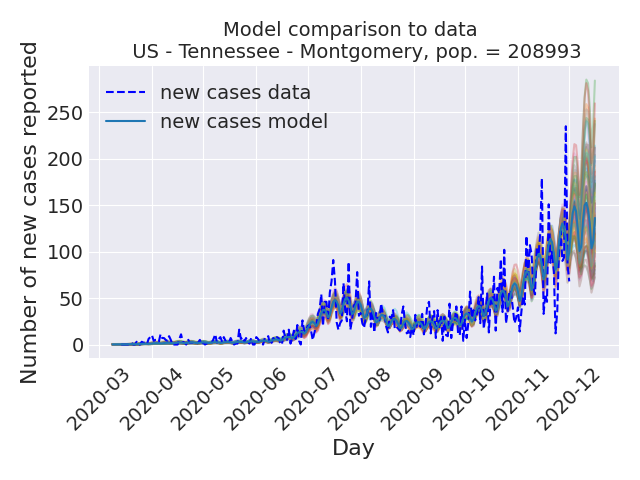 Model comparison to data
US - Tennessee - Montgomery, pop. = 208993
new cases data
new cases model
Number of new cases reported
250
200
150
100
50
0
2020-03
2020-04
2020-05
2020-06
2020-07
2020-08
2020-09
2020-10
2020-11
2020-12
Day